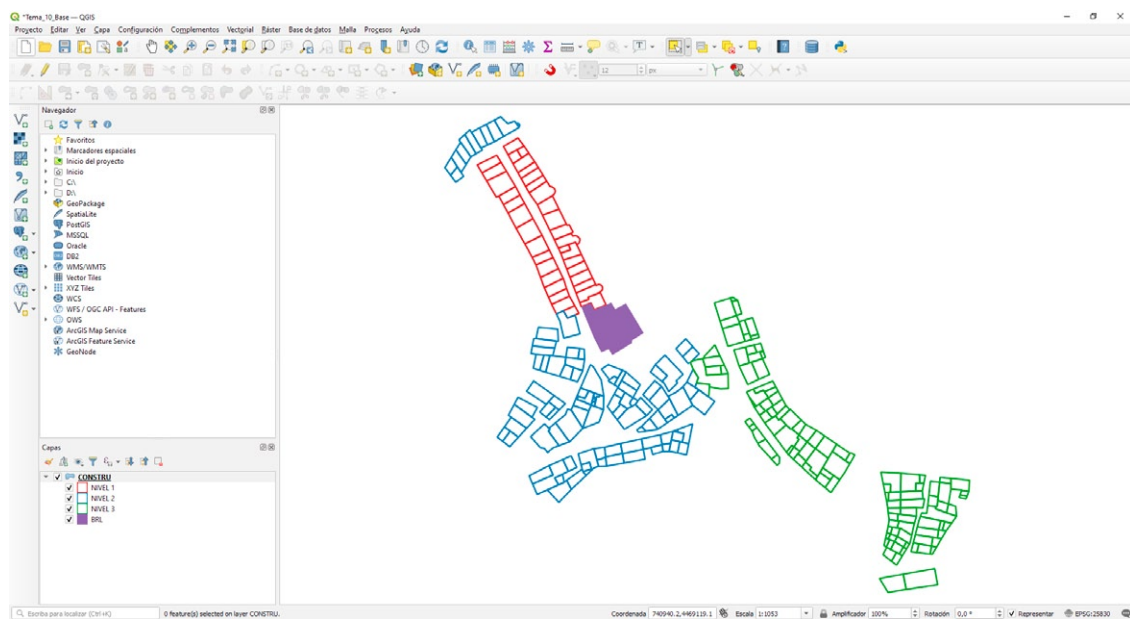 *Tema_10_Base — QGIS
Proyecto Editar Ver Capa Configuración Complementos Vectorial Ráster Base de datos Malla Procesos Ayuda
12 px
Navegador
Favoritos
Marcadores espaciales
Inicio del proyecto
Inicio
C:\
D:\
GeoPackage
SpatiaLite
PostGIS
MSSQL
Oracle
DB2
WMS/WMTS
Vector Tiles
XYZ Tiles
WCS
WFS / OGC API - Features
OWS
ArcGIS Map Service
ArcGIS Feature Service
GeoNode
Capas
CONSTRU
NIVEL 1
NIVEL 2
NIVEL 3
BRL
Escriba para localizar (Ctrl+K) 0 feature(s) selected on layer CONSTRU. Coordenada 740940.2,4469119.1 Escala 1:1053 Amplificador 100% Rotación 0,0 ° Representar EPSG:25830